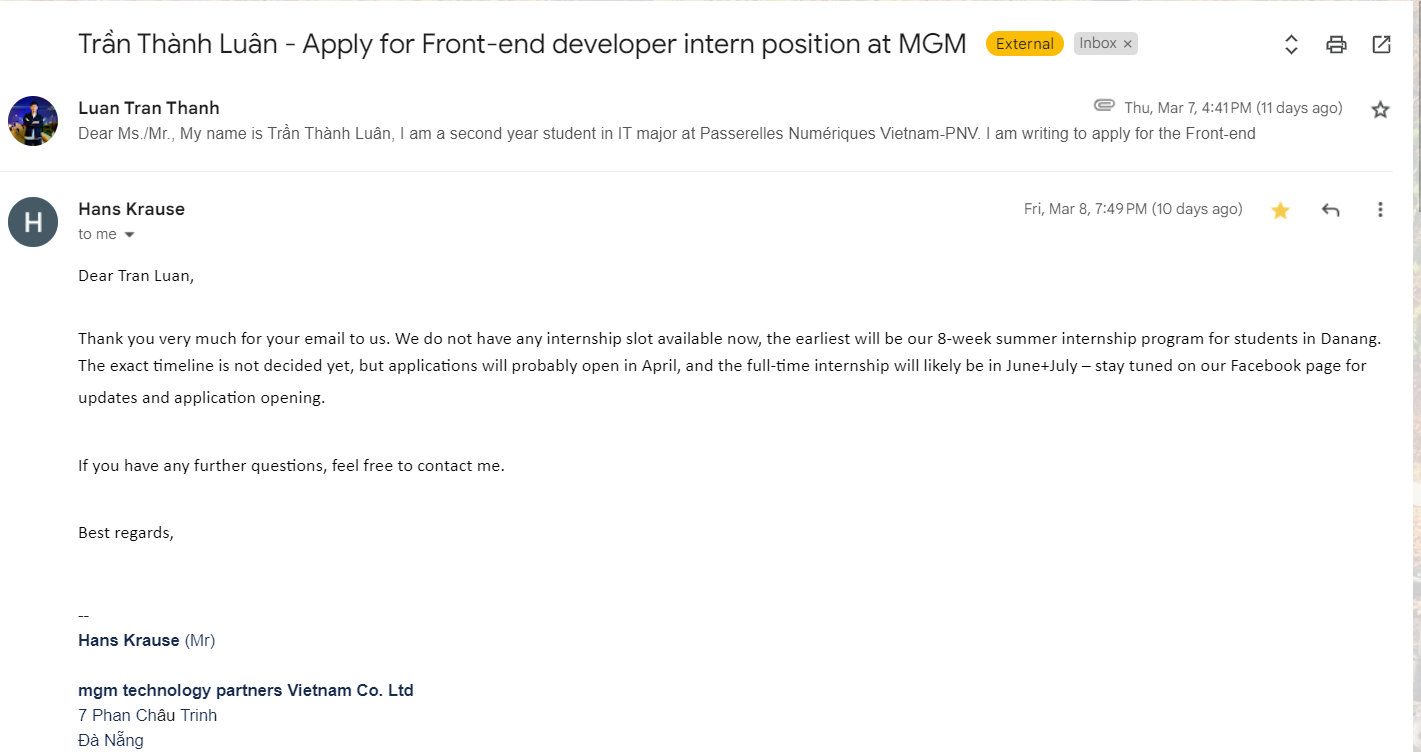 Trần Thành Luân - Apply for Front-end developer intern position at MGM External Inbox ×
Luan Tran Thanh Thu, Mar 7, 4:41 PM (11 days ago)
Dear Ms./Mr., My name is Trần Thành Luân, I am a second year student in IT major at Passerelles Numériques Vietnam-PNV. I am writing to apply for the Front-end
H
Hans Krause Fri, Mar 8, 7:49 PM (10 days ago)
to me
Dear Tran Luan,
Thank you very much for your email to us. We do not have any internship slot available now, the earliest will be our 8-week summer internship program for students in Danang.
The exact timeline is not decided yet, but applications will probably open in April, and the full-time internship will likely be in June+July – stay tuned on our Facebook page for
updates and application opening.
If you have any further questions, feel free to contact me.
Best regards,
--
Hans Krause (Mr)
mgm technology partners Vietnam Co. Ltd
7 Phan Châu Trinh
Đà Nẵng